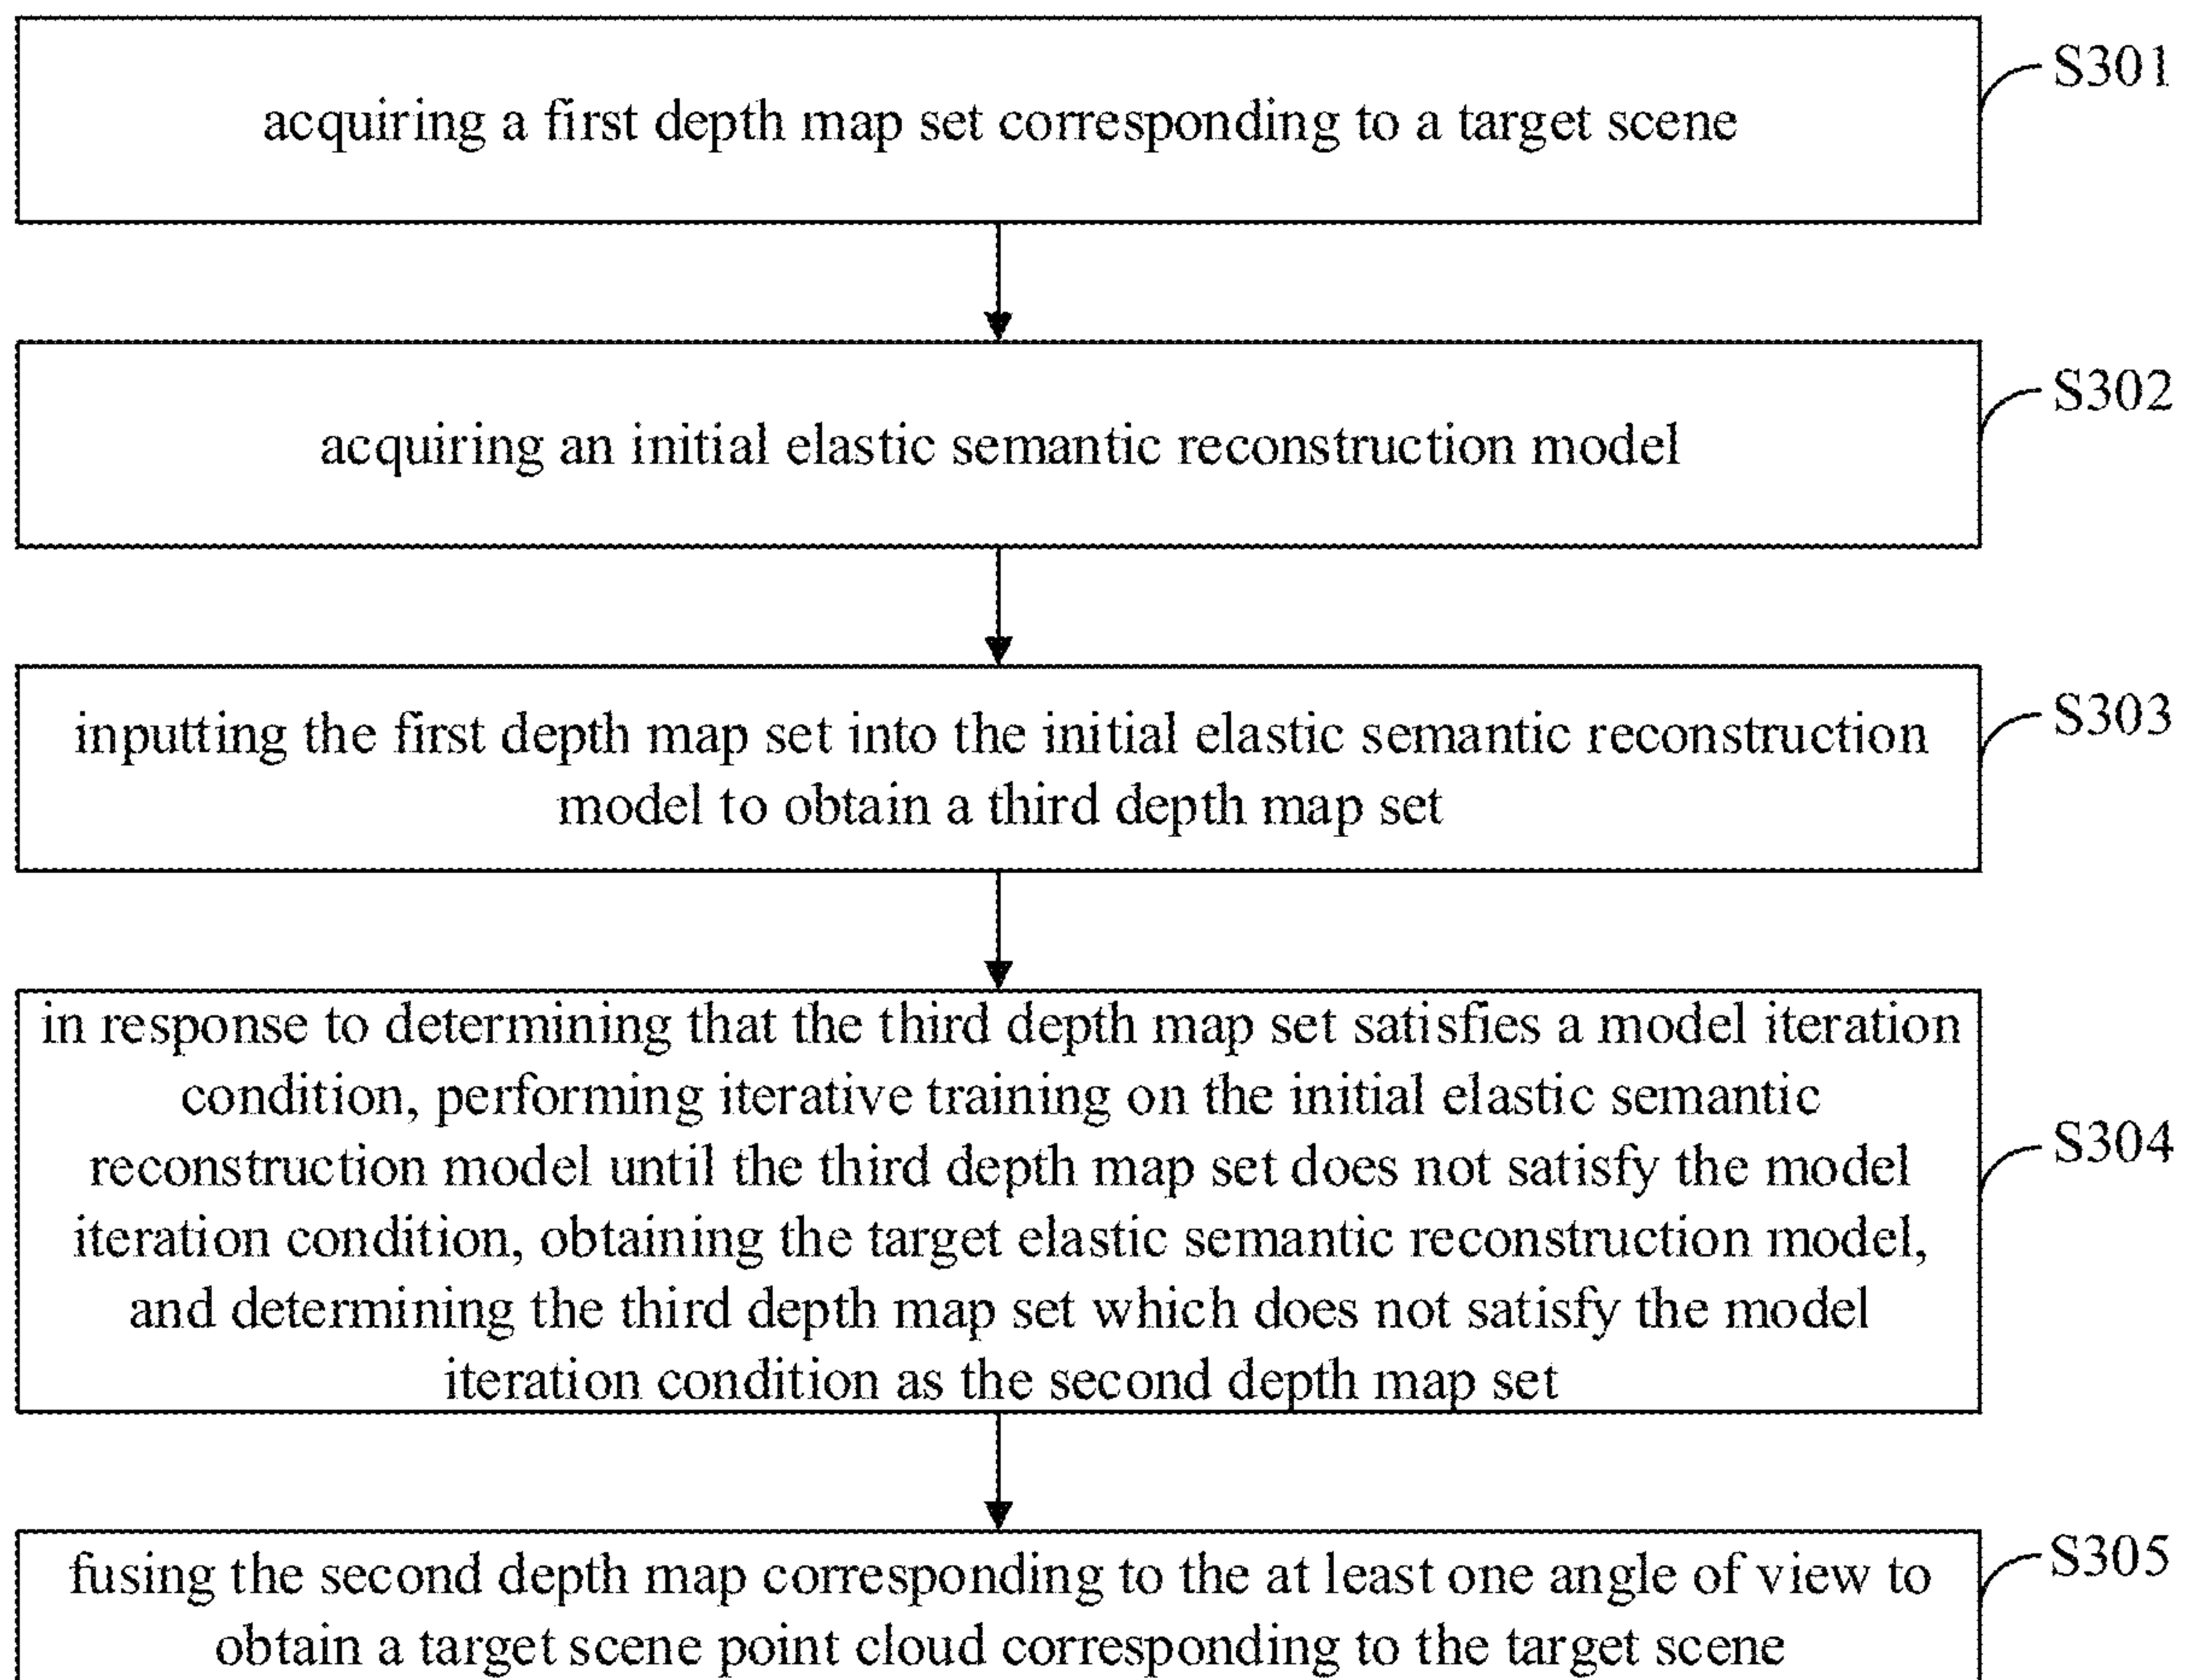 acquiring a first depth map set corresponding to a target scene
S301
acquiring an initial elastic semantic reconstruction model
S302
inputting the first depth map set into the initial elastic semantic reconstruction
model to obtain a third depth map set
S303
in response to determining that the third depth map set satisfies a model iteration
condition, performing iterative training on the initial elastic semantic
reconstruction model until the third depth map set does not satisfy the model
iteration condition, obtaining the target elastic semantic reconstruction model,
and determining the third depth map set which does not satisfy the model
iteration condition as the second depth map set
S304
fusing the second depth map corresponding to the at least one angle of view to
obtain a target scene point cloud corresponding to the target scene
S305